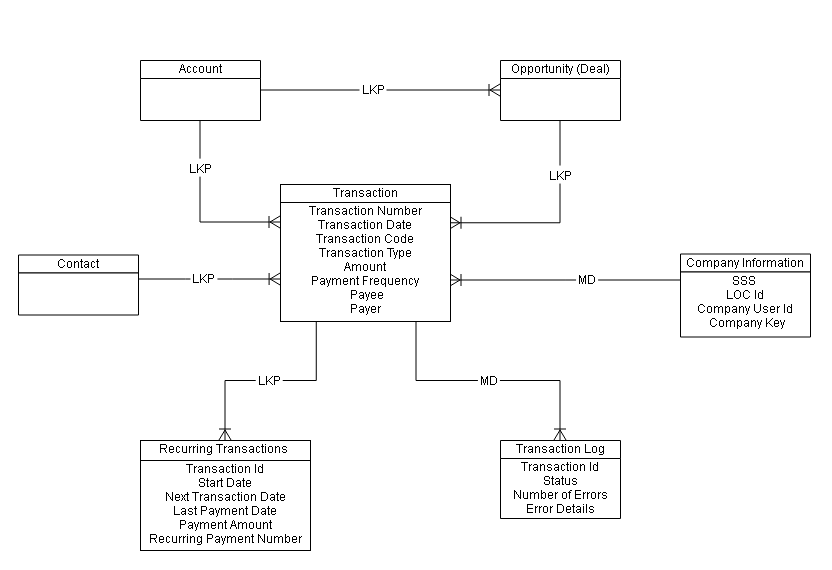 Account
Opportunity (Deal)
LKP
LKP
LKP
Transaction
Transaction Number
Transaction Date
Transaction Code
Transaction Type
Amount
Payment Frequency
Payee
Payer
Contact
LKP
MD
Company Information
SSS
LOC Id
Company User Id
Company Key
LKP
MD
Recurring Transactions
Transaction Id
Start Date
Next Transaction Date
Last Payment Date
Payment Amount
Recurring Payment Number
Transaction Log
Transaction Id
Status
Number of Errors
Error Details